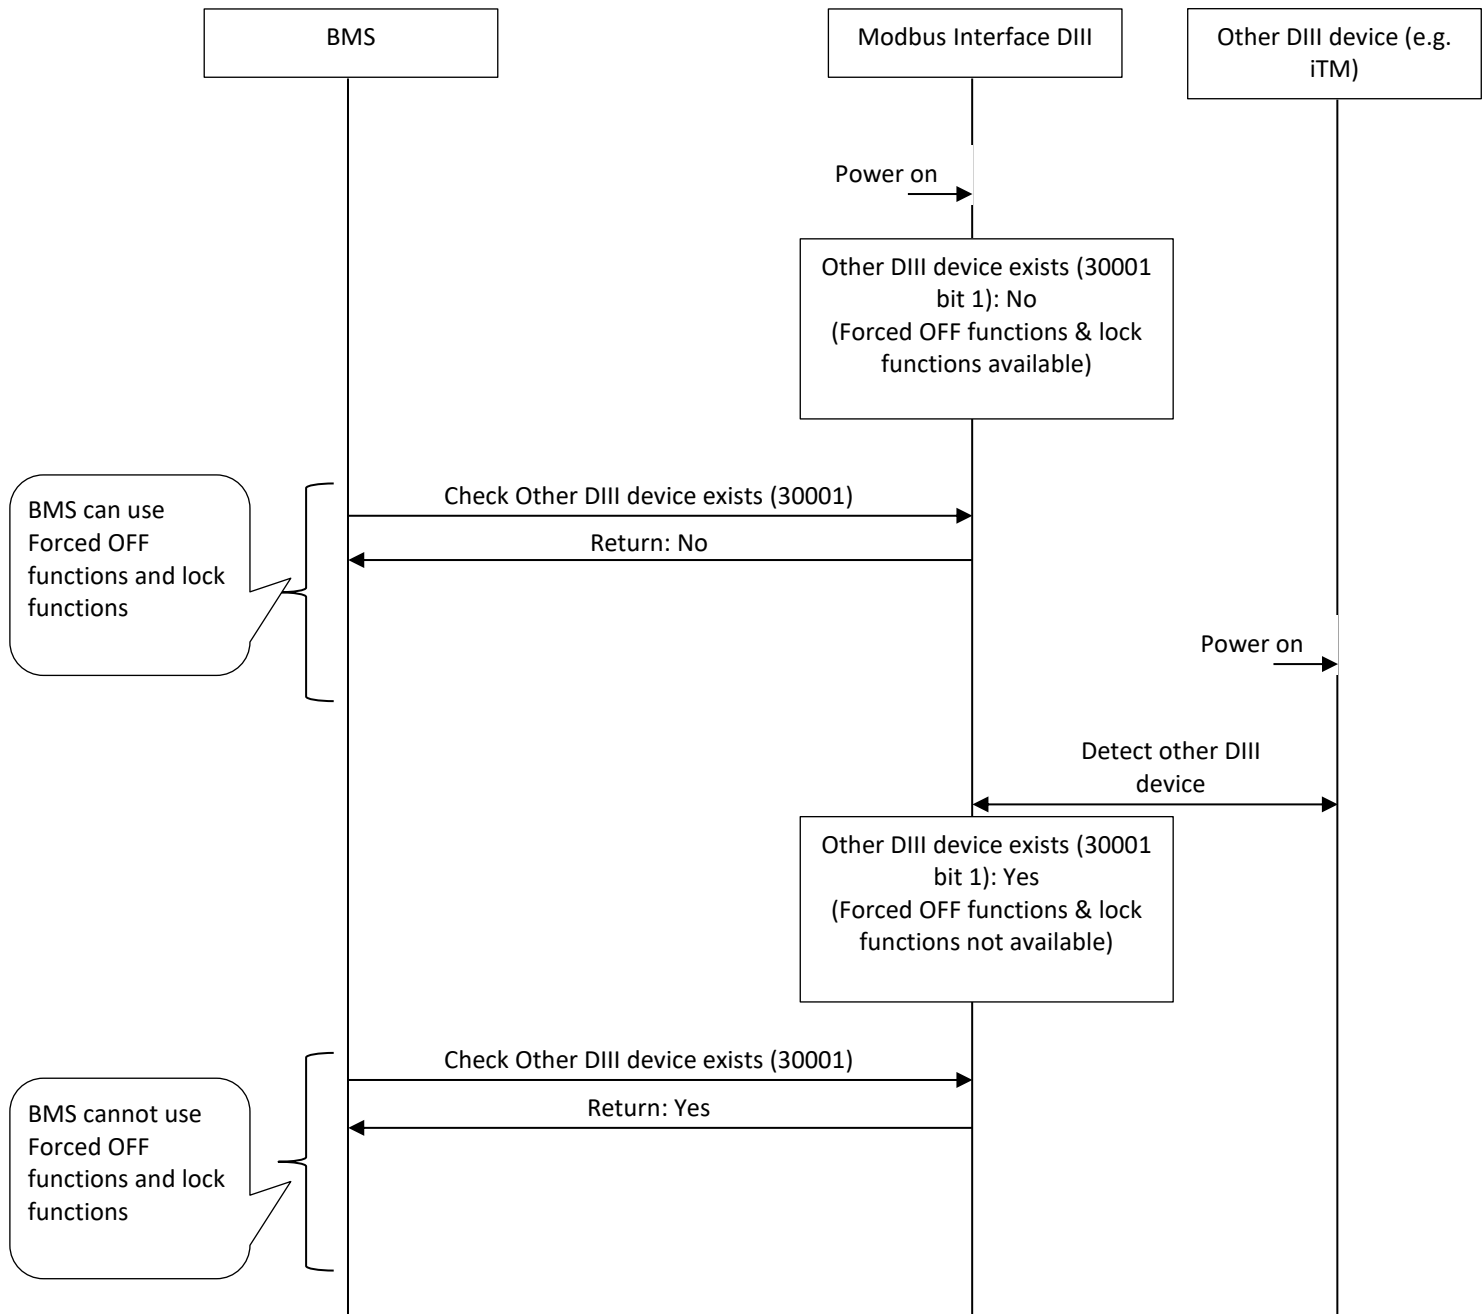 BMS
Modbus Interface DIII
Other DIII device (e.g.
iTM)
Power on
Other DIII device exists (30001
bit 1): No
(Forced OFF functions & lock
functions available)
Check Other DIII device exists (30001)
Return: No
BMS can use
Forced OFF
functions and lock
functions
Power on
Detect other DIII
device
Other DIII device exists (30001
bit 1): Yes
(Forced OFF functions & lock
functions not available)
Check Other DIII device exists (30001)
Return: Yes
BMS cannot use
Forced OFF
functions and lock
functions